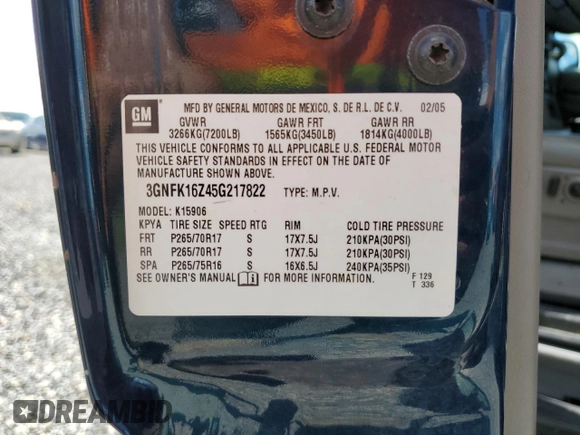 GM
MFD BY GENERAL MOTORS DE MEXICO, S. DE R.L. DE C.V. 02/05
GVWR GAWR FRT GAWR RR
3266KG(7200LB) 1565KG(3450LB) 1814KG(4000LB)
THIS VEHICLE CONFORMS TO ALL APPLICABLE U.S. FEDERAL MOTOR
VEHICLE SAFETY STANDARDS IN EFFECT ON THE DATE OF
MANUFACTURE SHOWN ABOVE.
3GNFK16Z45G217822 TYPE: M.P.V.
MODEL: K15906
KPYA TIRE SIZE SPEED RTG RIM COLD TIRE PRESSURE
FRT P265/70R17 S 17X7.5J 210KPA(30PSI)
RR P265/70R17 S 17X7.5J 210KPA(30PSI)
SPA P265/75R16 S 16X6.5J 240KPA(35PSI)
SEE OWNER'S MANUAL FOR MORE INFORMATION. F 129
T 336
DREAMBID